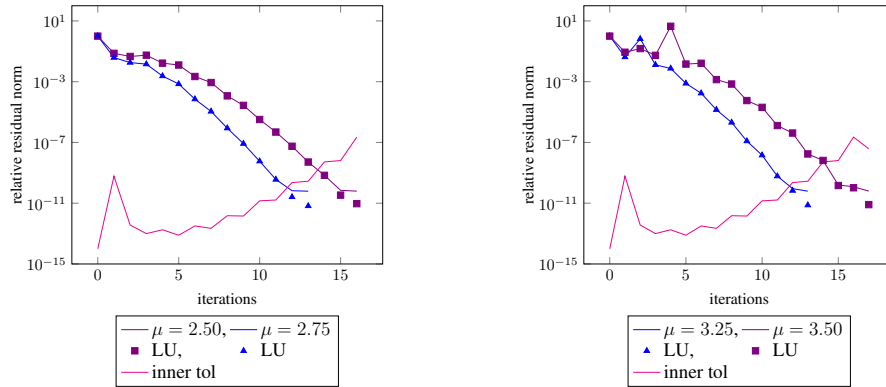 10^1
10^−3
10^−7
10^−11
10^−15
relative residual norm
0 5 10 15
iterations
μ = 2.50, μ = 2.75
LU, LU
inner tol
10^1
10^−3
10^−7
10^−11
10^−15
relative residual norm
0 5 10 15
iterations
μ = 3.25, μ = 3.50
LU, LU
inner tol